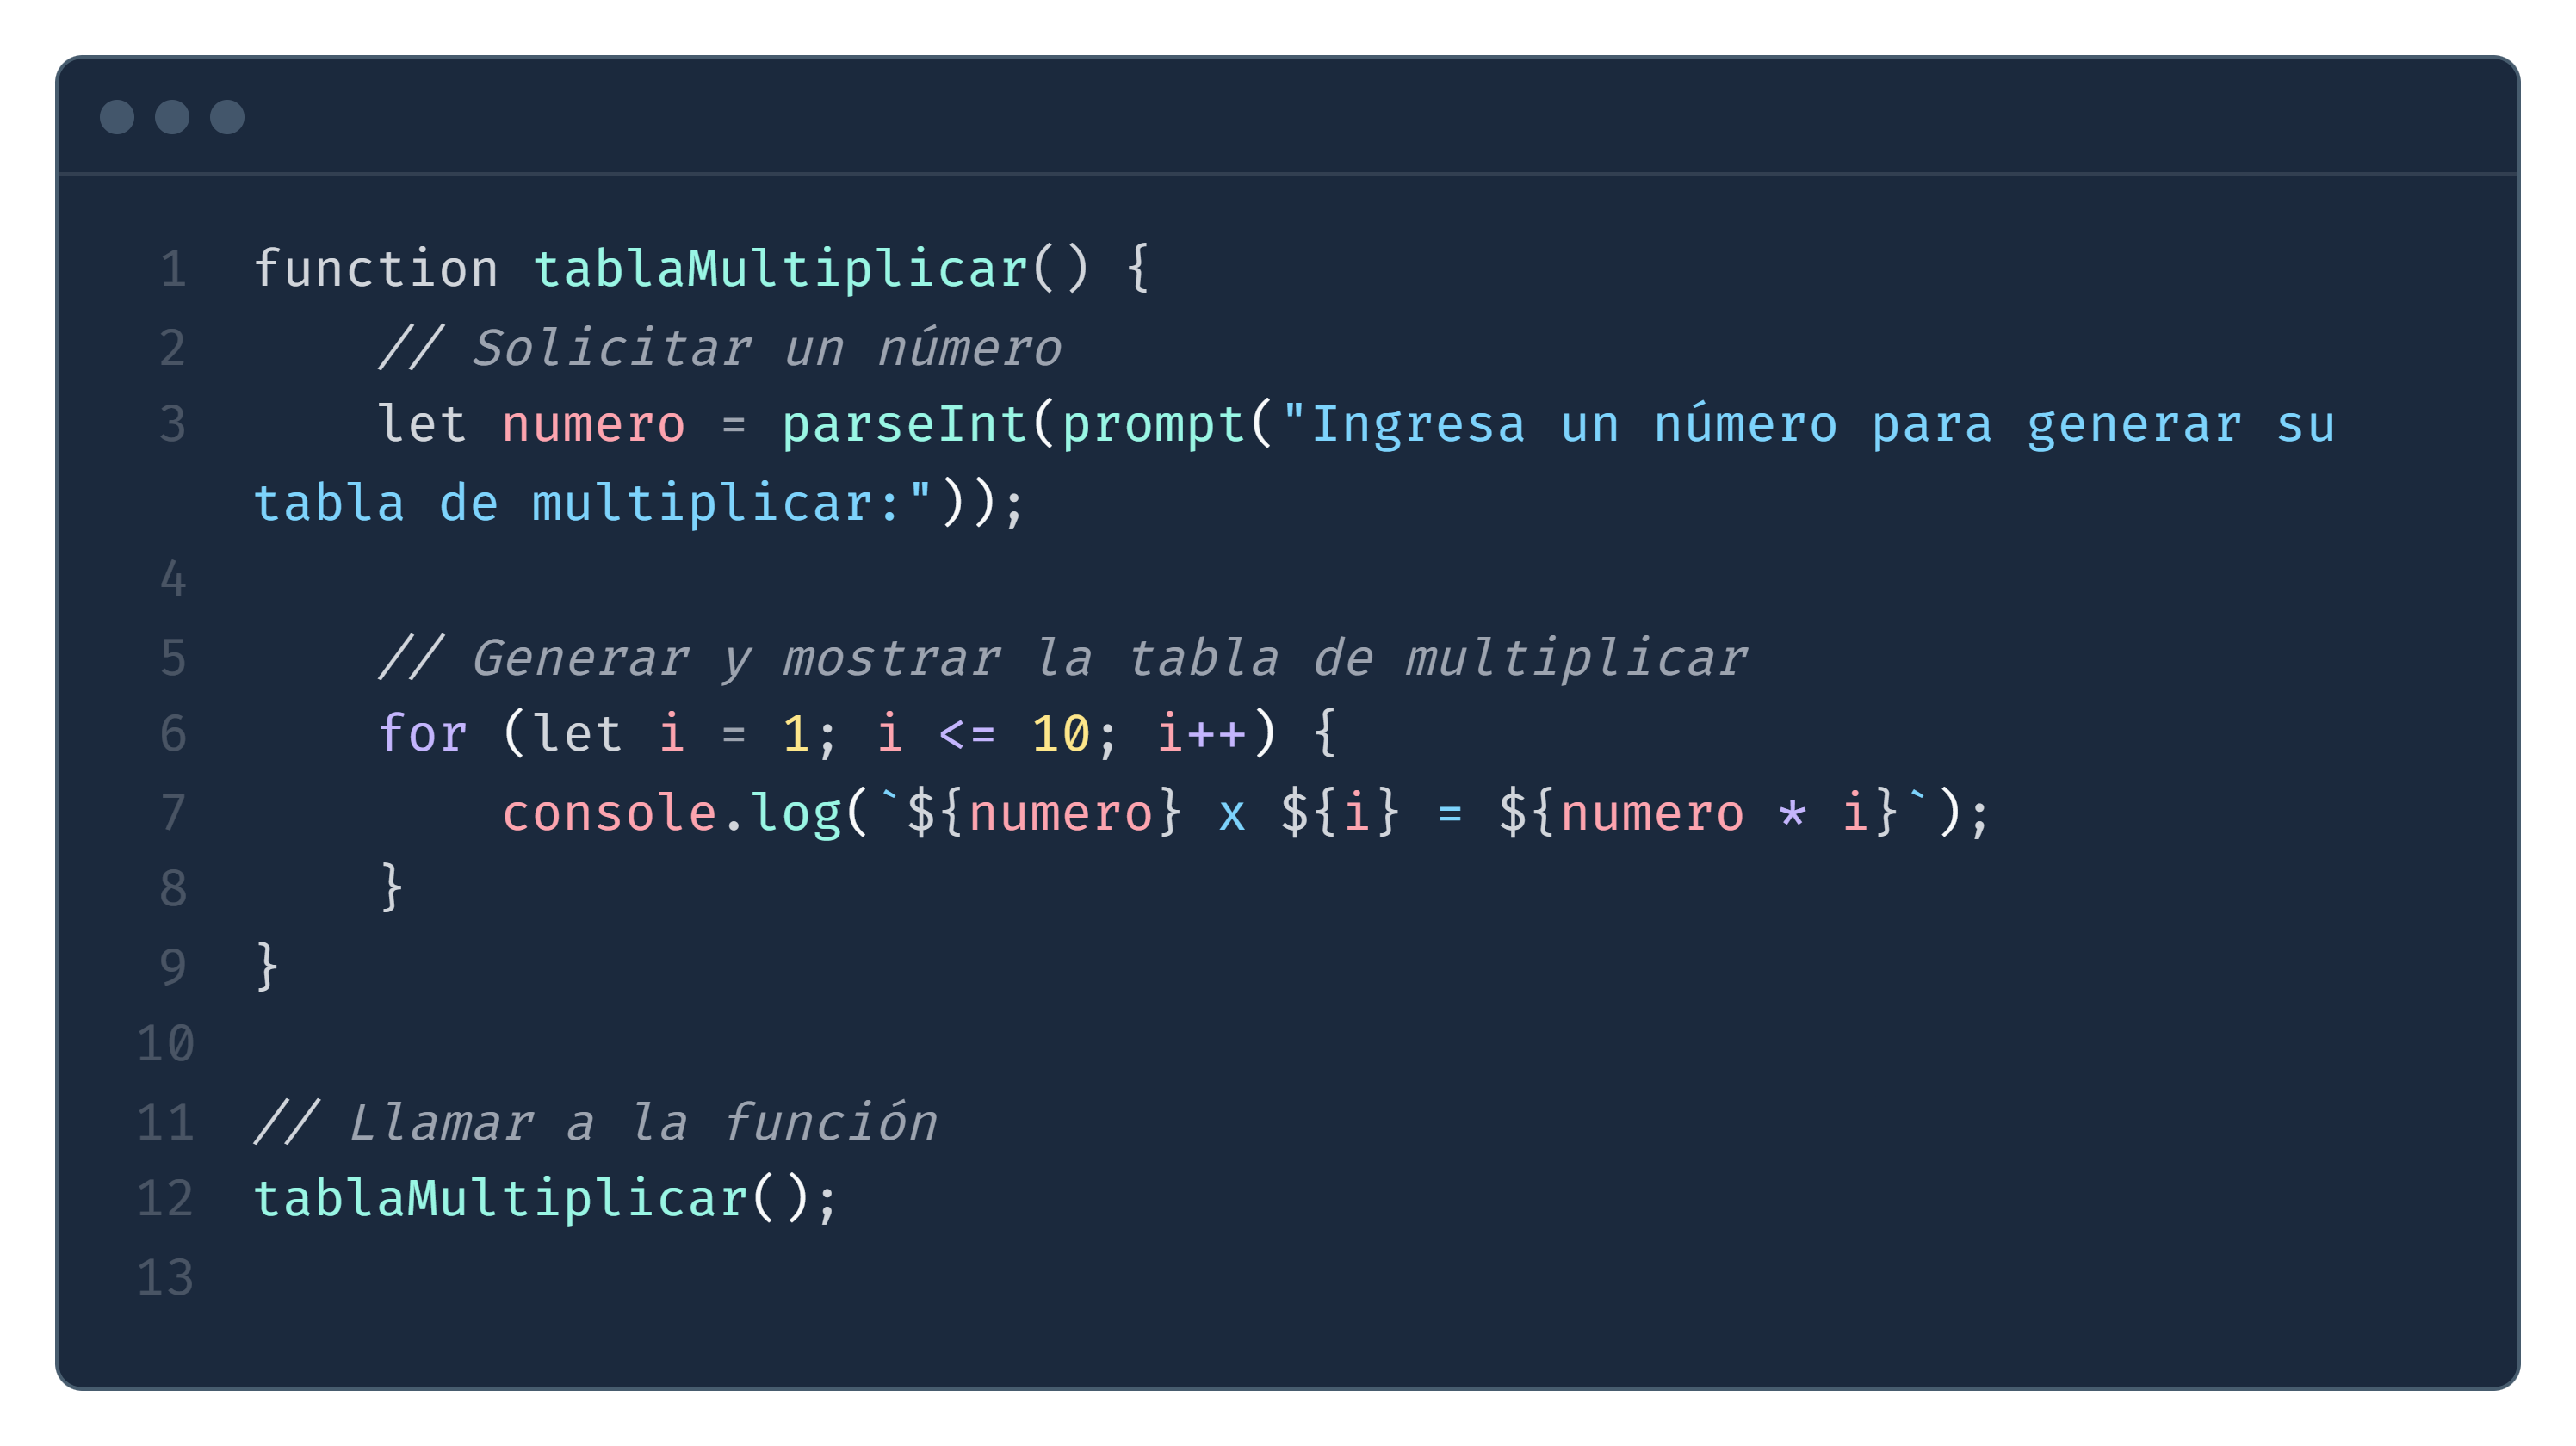 1 function tablaMultiplicar() {
2     // Solicitar un número
3     let numero = parseInt(prompt("Ingresa un número para generar su
tabla de multiplicar:"));
4
5     // Generar y mostrar la tabla de multiplicar
6     for (let i = 1; i <= 10; i++) {
7         console.log(`${numero} x ${i} = ${numero * i}`);
8     }
9 }
10
11 // Llamar a la función
12 tablaMultiplicar();
13